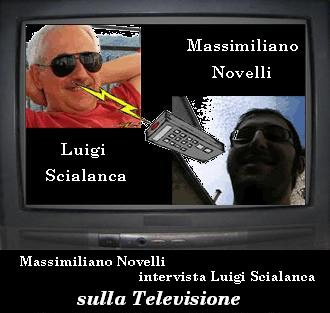 Massimiliano
Novelli
Luigi
Scialanca
Massimiliano Novelli
intervista Luigi Scialanca
sulla Televisione